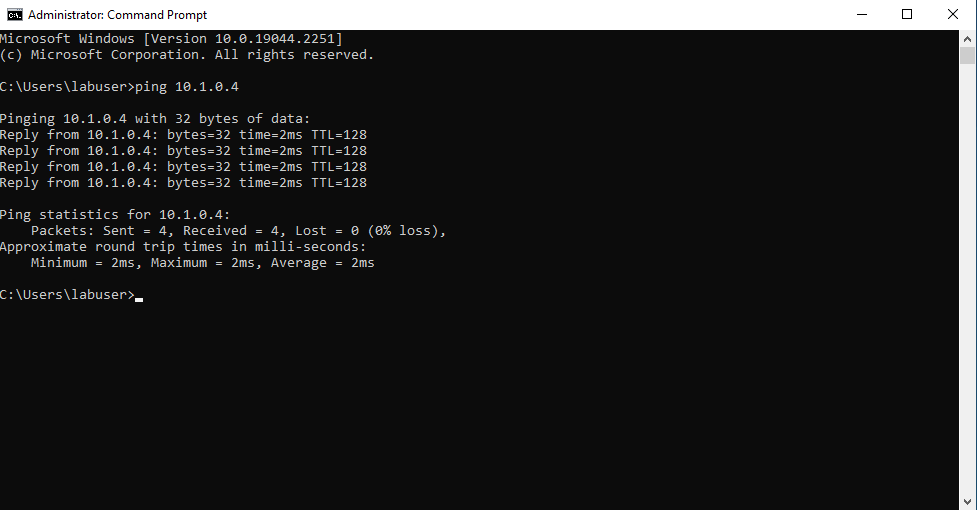 Administrator: Command Prompt
Microsoft Windows [Version 10.0.19044.2251]
(c) Microsoft Corporation. All rights reserved.
C:\Users\labuser>ping 10.1.0.4
Pinging 10.1.0.4 with 32 bytes of data:
Reply from 10.1.0.4: bytes=32 time=2ms TTL=128
Reply from 10.1.0.4: bytes=32 time=2ms TTL=128
Reply from 10.1.0.4: bytes=32 time=2ms TTL=128
Reply from 10.1.0.4: bytes=32 time=2ms TTL=128
Ping statistics for 10.1.0.4:
    Packets: Sent = 4, Received = 4, Lost = 0 (0% loss),
Approximate round trip times in milli-seconds:
    Minimum = 2ms, Maximum = 2ms, Average = 2ms
C:\Users\labuser>